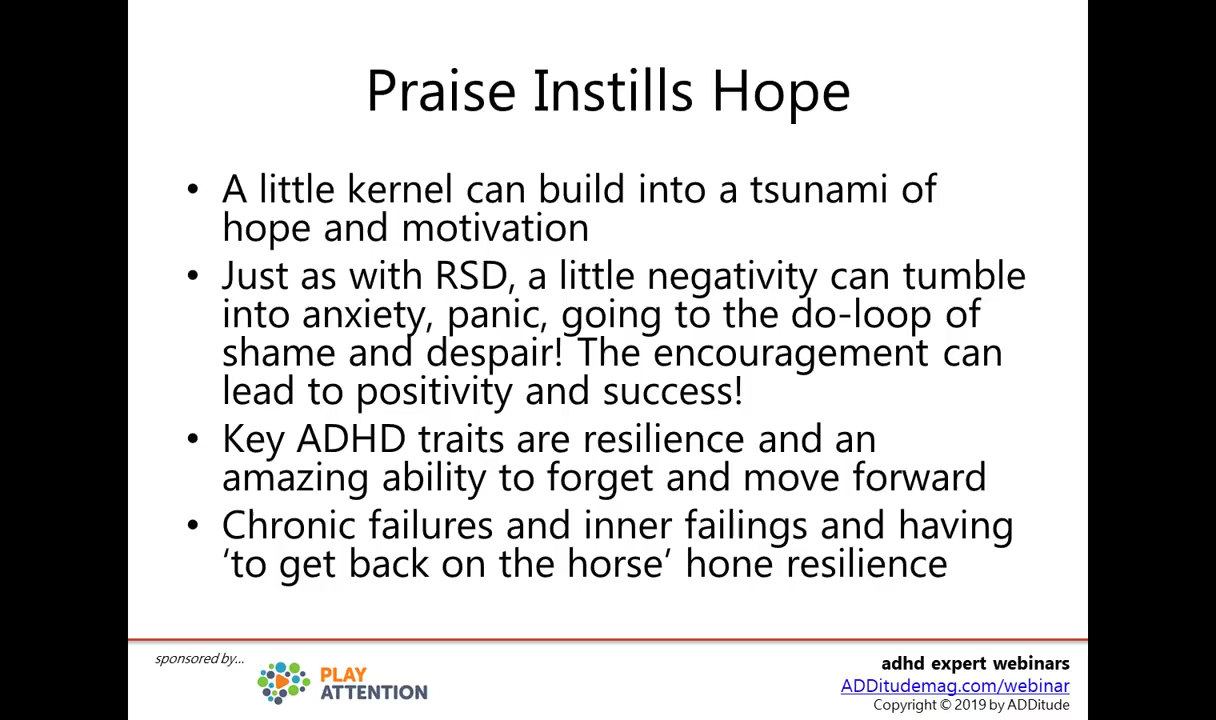 Praise Instills Hope
• A little kernel can build into a tsunami of
hope and motivation
• Just as with RSD, a little negativity can tumble
into anxiety, panic, going to the do-loop of
shame and despair! The encouragement can
lead to positivity and success!
• Key ADHD traits are resilience and an
amazing ability to forget and move forward
• Chronic failures and inner failings and having
‘to get back on the horse’ hone resilience
sponsored by...
PLAY
ATTENTION
adhd expert webinars
ADDitudemag.com/webinar
Copyright © 2019 by ADDitude